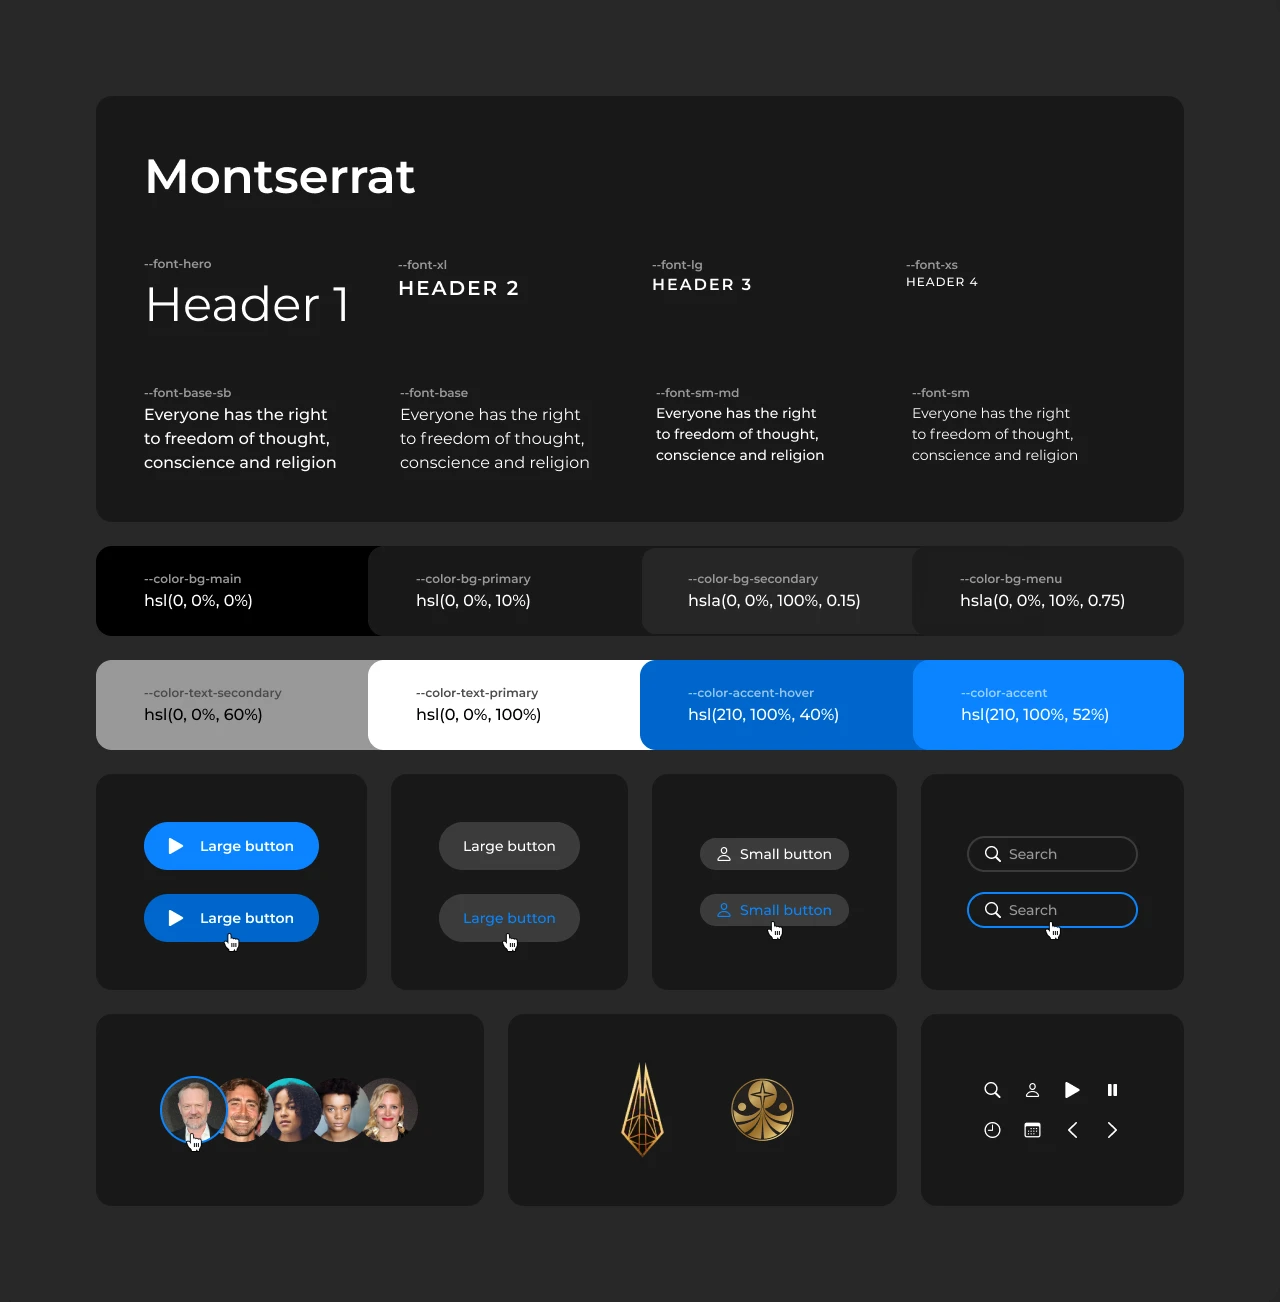 Montserrat
--font-hero
Header 1
--font-xl
HEADER 2
--font-lg
HEADER 3
--font-xs
HEADER 4
--font-base-sb
Everyone has the right
to freedom of thought,
conscience and religion
--font-base
Everyone has the right
to freedom of thought,
conscience and religion
--font-sm-md
Everyone has the right
to freedom of thought,
conscience and religion
--font-sm
Everyone has the right
to freedom of thought,
conscience and religion
--color-bg-main
hsl(0, 0%, 0%)
--color-bg-primary
hsl(0, 0%, 10%)
--color-bg-secondary
hsla(0, 0%, 100%, 0.15)
--color-bg-menu
hsla(0, 0%, 10%, 0.75)
--color-text-secondary
hsl(0, 0%, 60%)
--color-text-primary
hsl(0, 0%, 100%)
--color-accent-hover
hsl(210, 100%, 40%)
--color-accent
hsl(210, 100%, 52%)
Large button
Large button
Large button
Large button
Small button
Small button
Search
Search